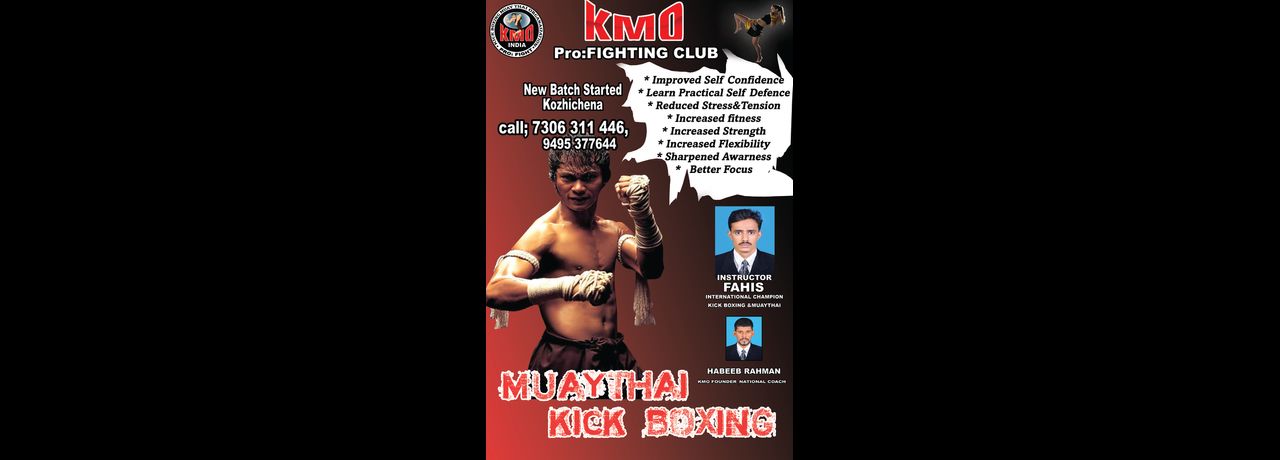 KMO
INDIA
KMO
Pro:FIGHTING CLUB
New Batch Started
Kozhichena
call; 7306 311 446,
9495 377644
* Improved Self Confidence
* Learn Practical Self Defence
* Reduced Stress&Tension
* Increased fitness
* Increased Strength
* Increased Flexibility
* Sharpened Awarness
* Better Focus
INSTRUCTOR
FAHIS
INTERNATIONAL CHAMPION
KICK BOXING &MUAYTHAI
HABEEB RAHMAN
KMO FOUNDER NATIONAL COACH
MUAYTHAI
KICK BOXING